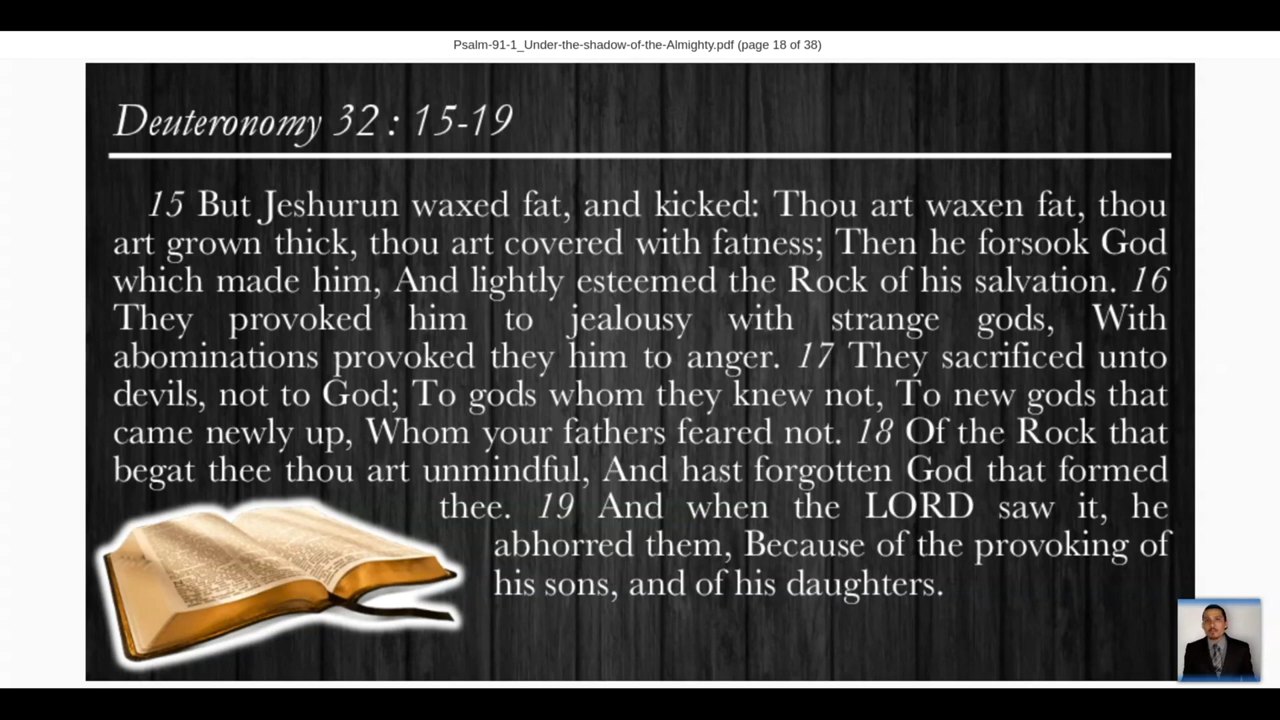 Psalm-91-1_Under-the-shadow-of-the-Almighty.pdf (page 18 of 38)
Deuteronomy 32 : 15-19
15 But Jeshurun waxed fat, and kicked: Thou art waxen fat, thou
art grown thick, thou art covered with fatness; Then he forsook God
which made him, And lightly esteemed the Rock of his salvation. 16
They provoked him to jealousy with strange gods, With
abominations provoked they him to anger. 17 They sacrificed unto
devils, not to God; To gods whom they knew not, To new gods that
came newly up, Whom your fathers feared not. 18 Of the Rock that
begat thee thou art unmindful, And hast forgotten God that formed
thee. 19 And when the LORD saw it, he
abhorred them, Because of the provoking of
his sons, and of his daughters.